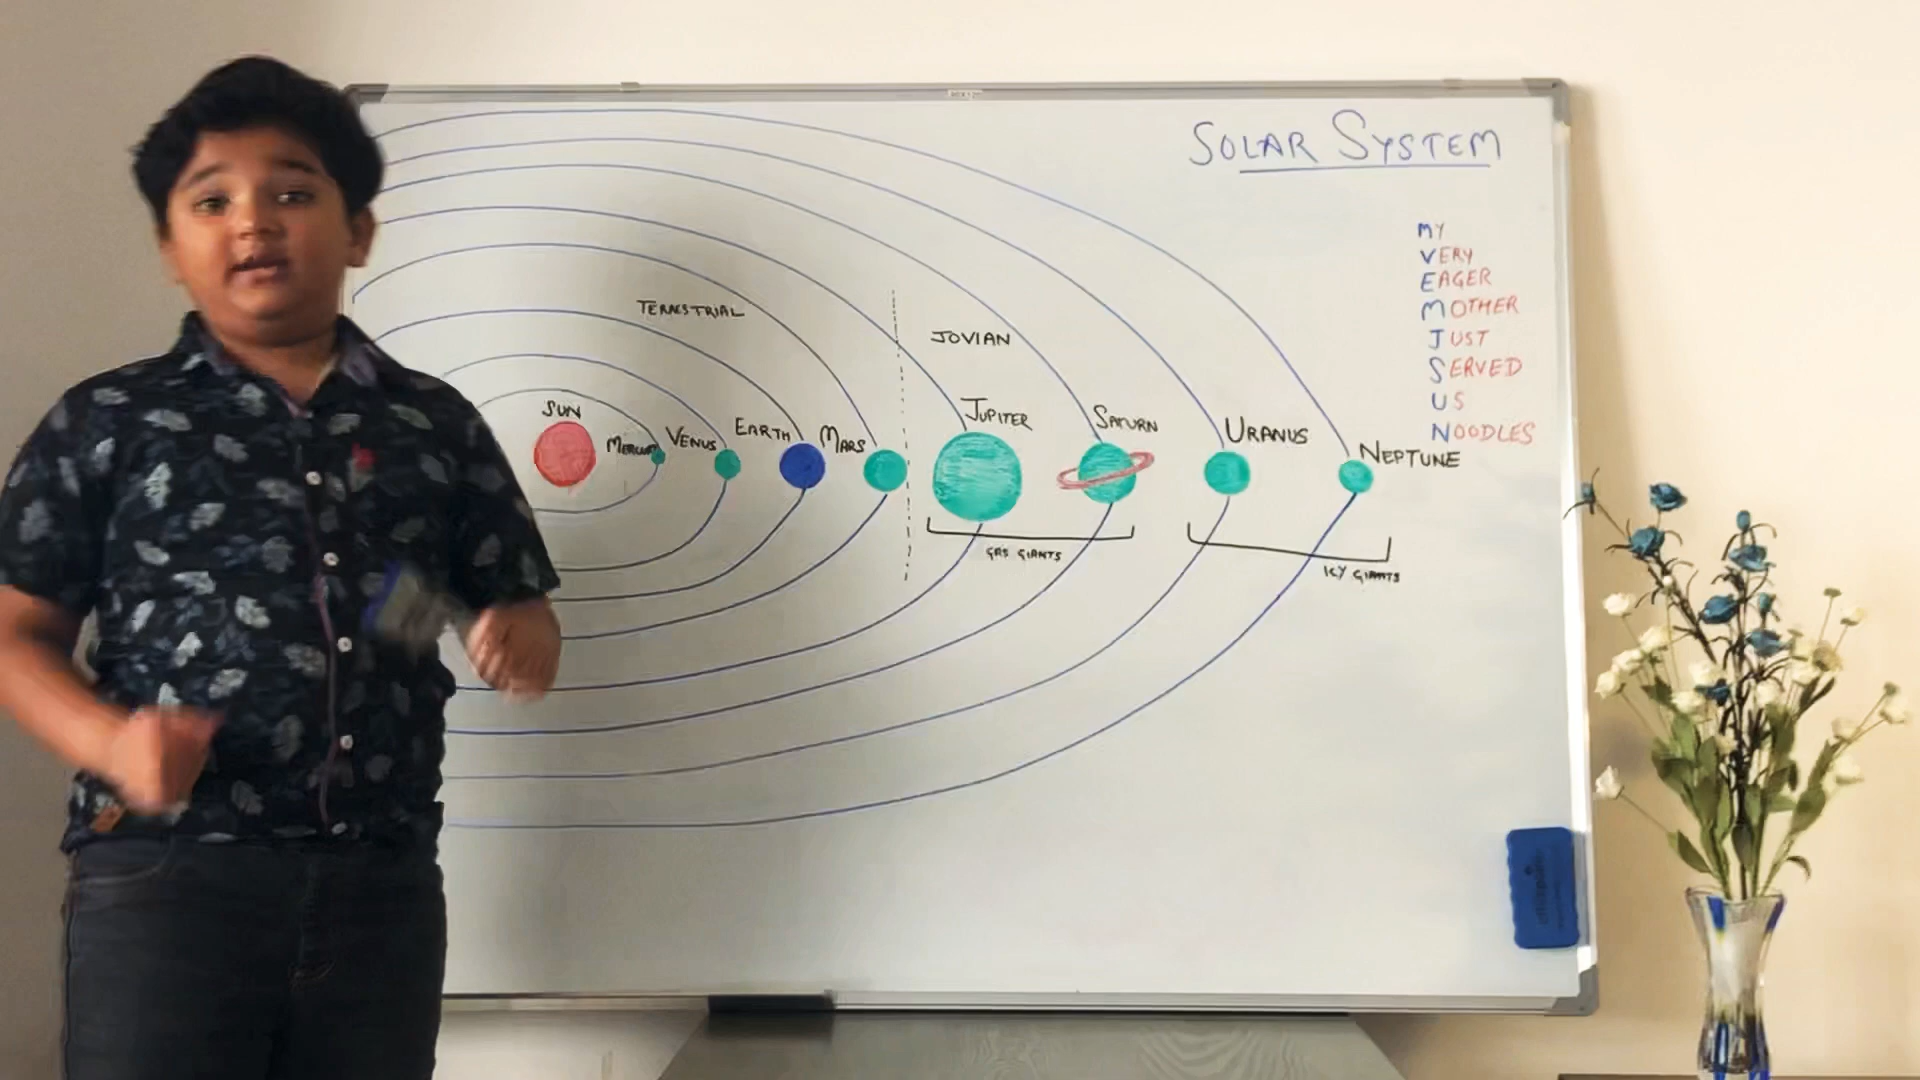 SOLAR SYSTEM
MY
VERY
EAGER
MOTHER
JUST
SERVED
US
NOODLES
TERRESTRIAL
JOVIAN
SUN
MERCURY
VENUS
EARTH
MARS
JUPITER
SATURN
URANUS
NEPTUNE
GAS GIANTS
ICY GIANTS